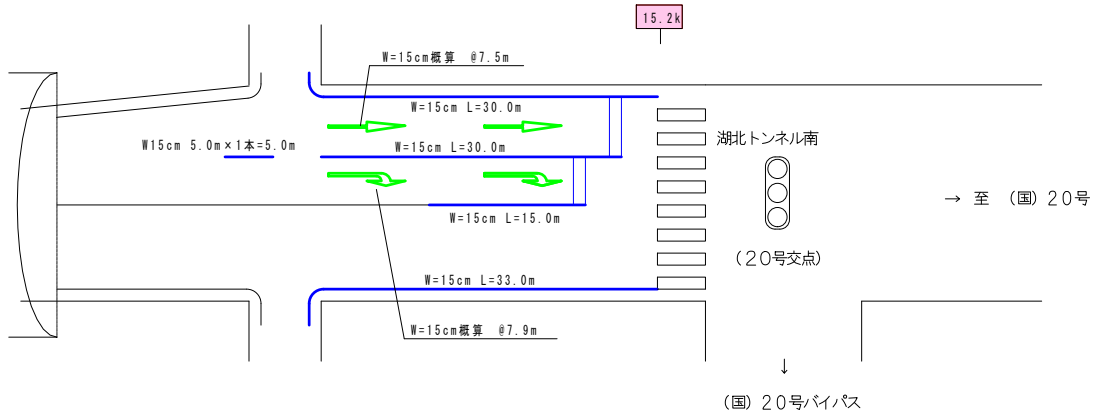 15.2k
W=15cm概算 @7.5m
W=15cm L=30.0m
湖北トンネル南
W15cm 5.0m×1本=5.0m
W=15cm L=30.0m
→ 至 (国) 20号
W=15cm L=15.0m
(20号交点)
W=15cm L=33.0m
W=15cm概算 @7.9m
↓
(国) 20号バイパス